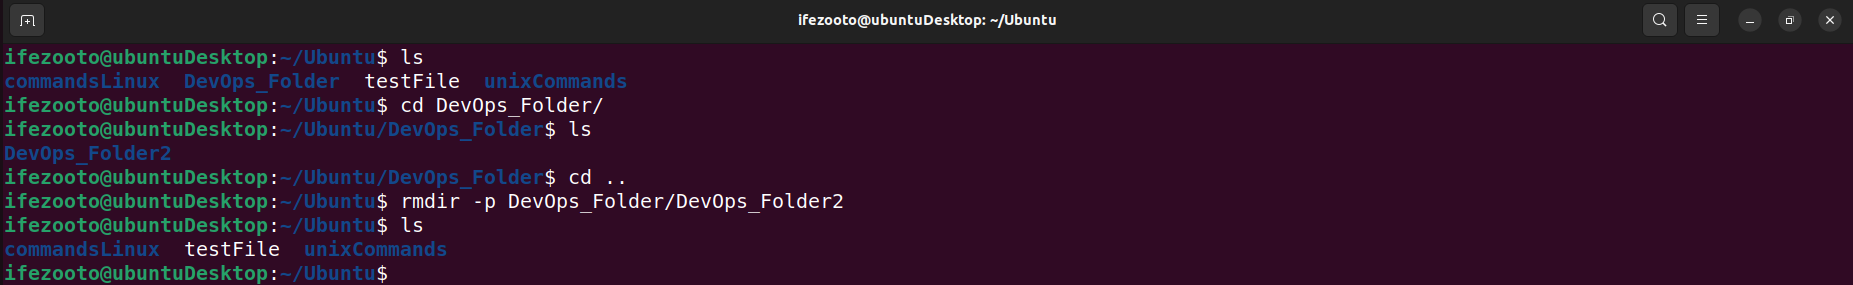 ifezooto@ubuntuDesktop: ~/Ubuntu
ifezooto@ubuntuDesktop:~/Ubuntu$ ls
commandsLinux  DevOps_Folder  testFile  unixCommands
ifezooto@ubuntuDesktop:~/Ubuntu$ cd DevOps_Folder/
ifezooto@ubuntuDesktop:~/Ubuntu/DevOps_Folder$ ls
DevOps_Folder2
ifezooto@ubuntuDesktop:~/Ubuntu/DevOps_Folder$ cd ..
ifezooto@ubuntuDesktop:~/Ubuntu$ rmdir -p DevOps_Folder/DevOps_Folder2
ifezooto@ubuntuDesktop:~/Ubuntu$ ls
commandsLinux  testFile  unixCommands
ifezooto@ubuntuDesktop:~/Ubuntu$